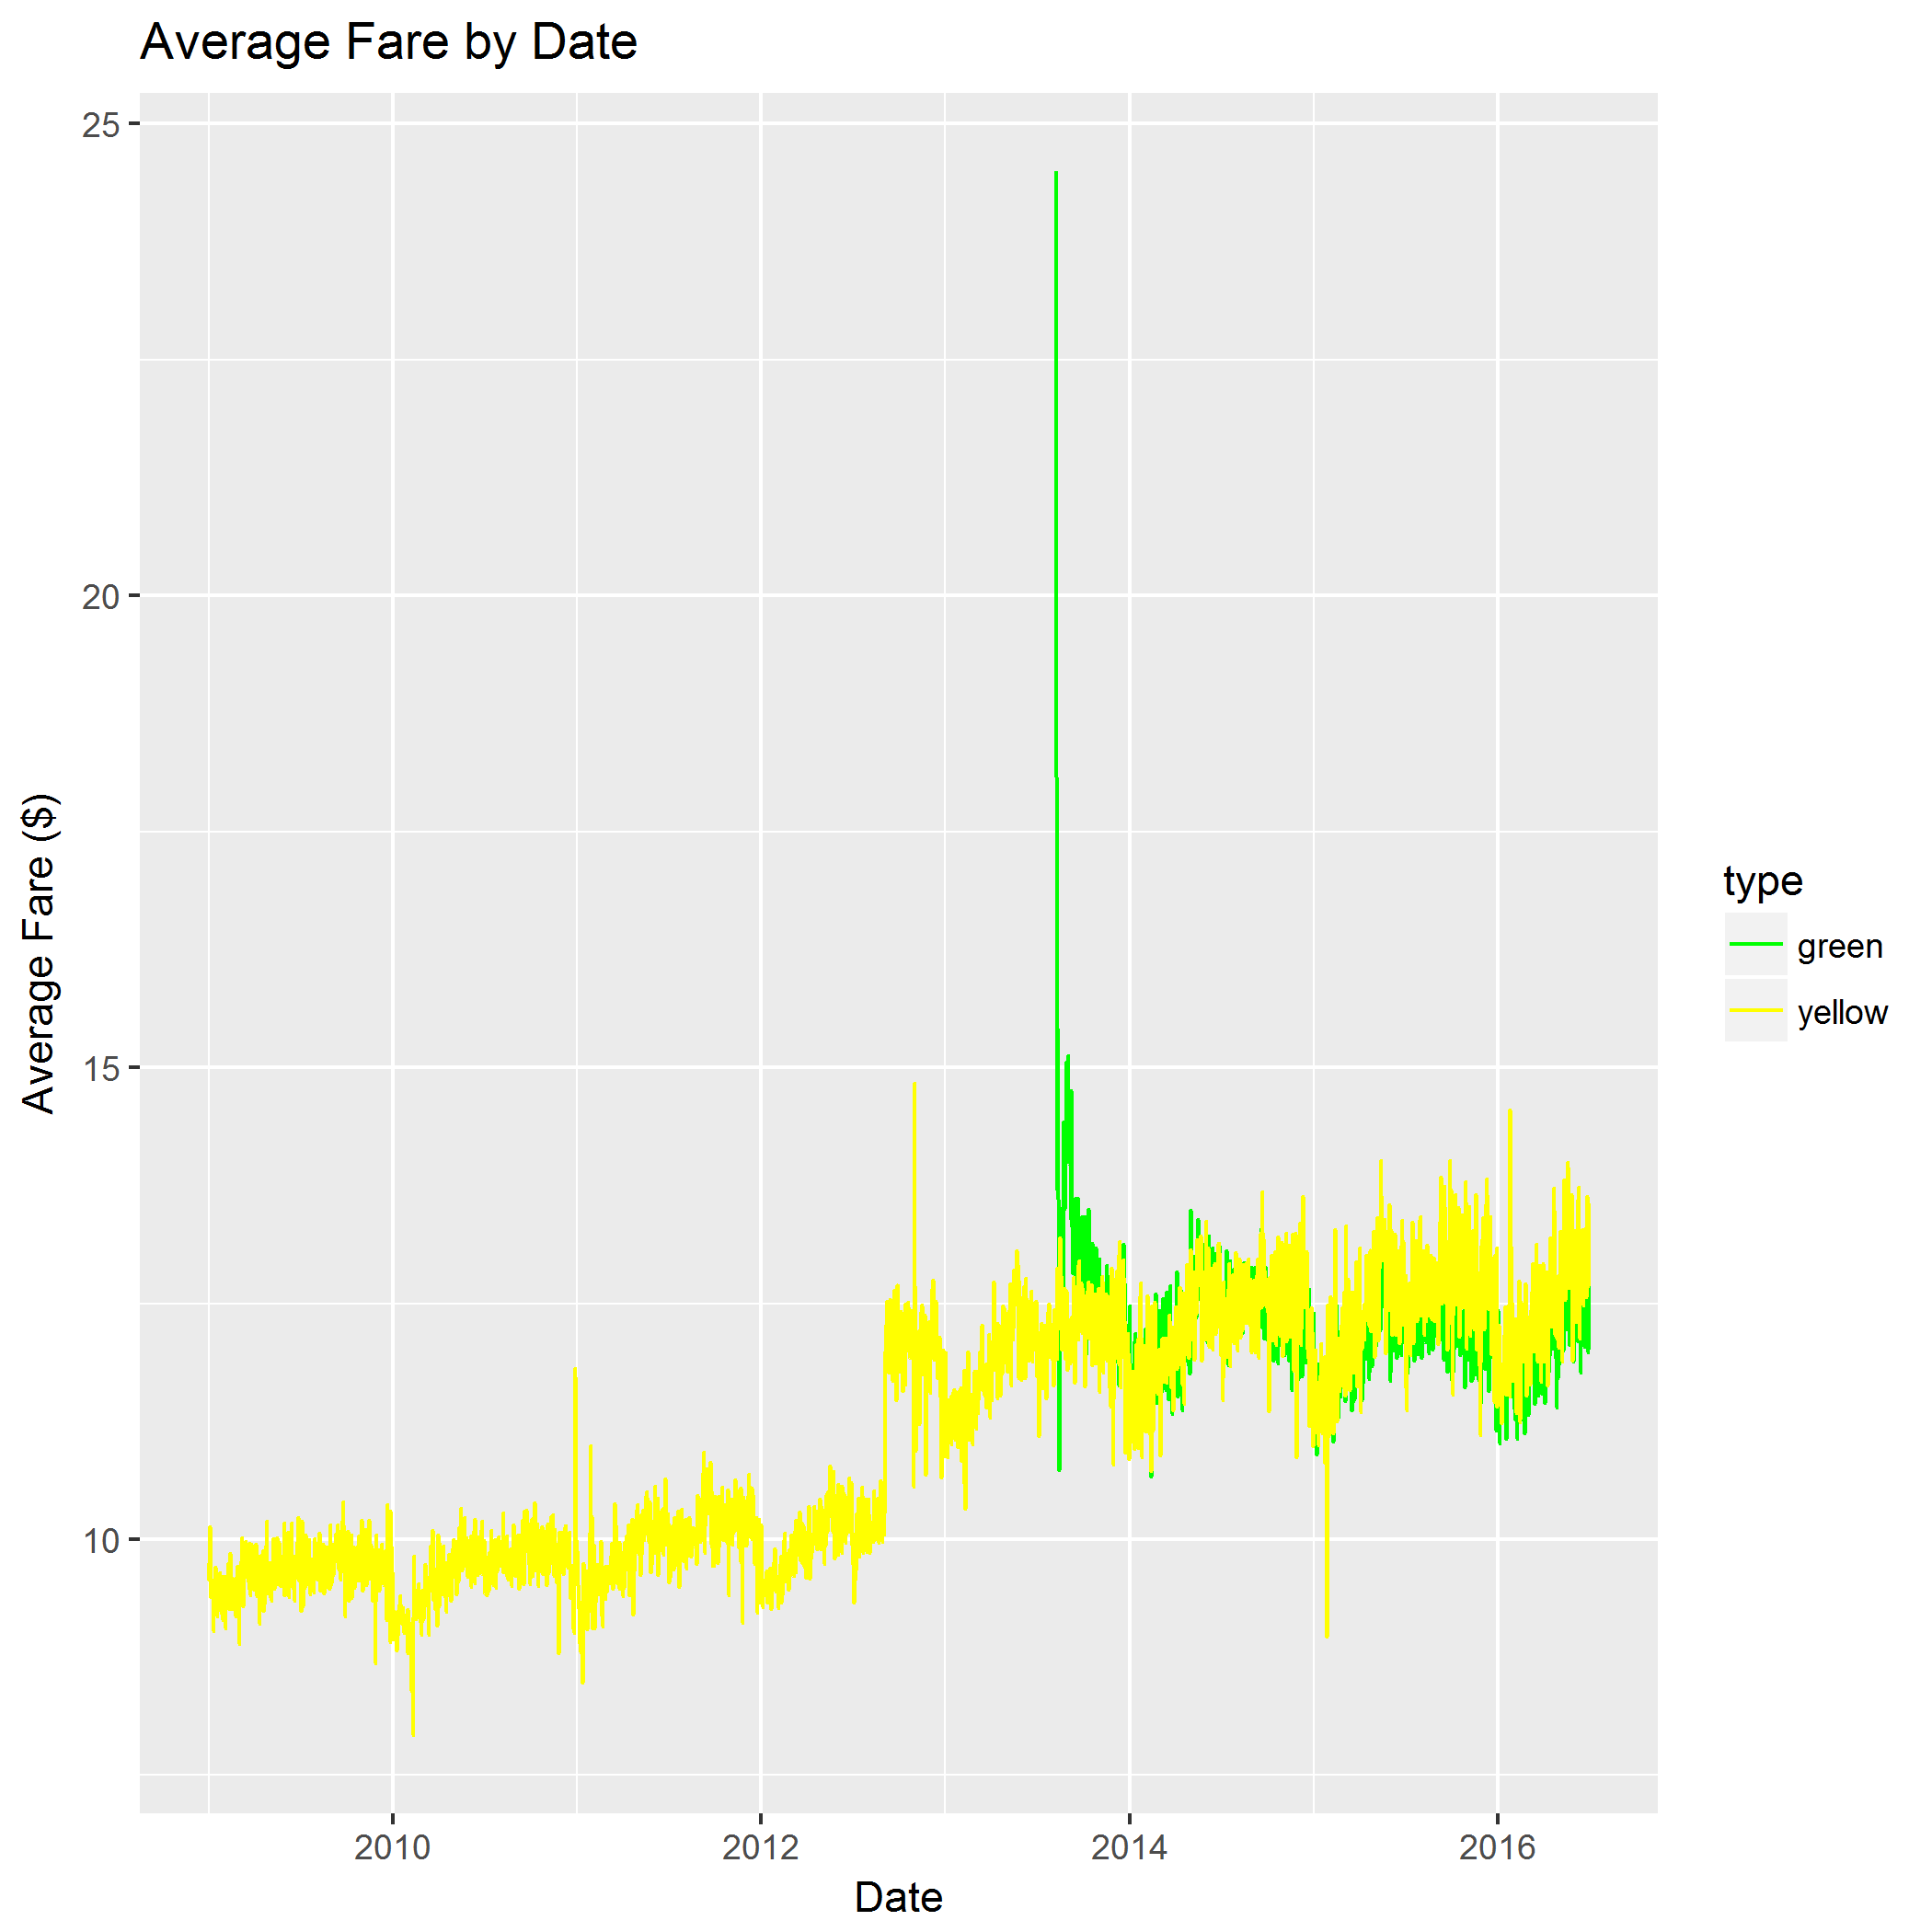 Average Fare by Date
25
20
15
10
Average Fare ($)
2010
2012
2014
2016
Date
type
green
yellow